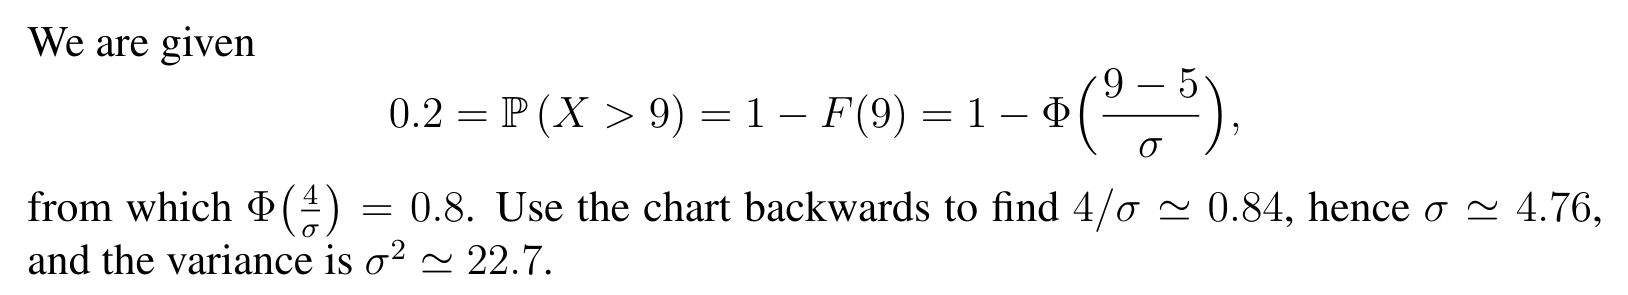 We are given
0.2 = ℙ (X > 9) = 1 − F(9) = 1 − Φ((9 − 5)/σ),
from which Φ(4/σ) = 0.8. Use the chart backwards to find 4/σ ≃ 0.84, hence σ ≃ 4.76,
and the variance is σ² ≃ 22.7.